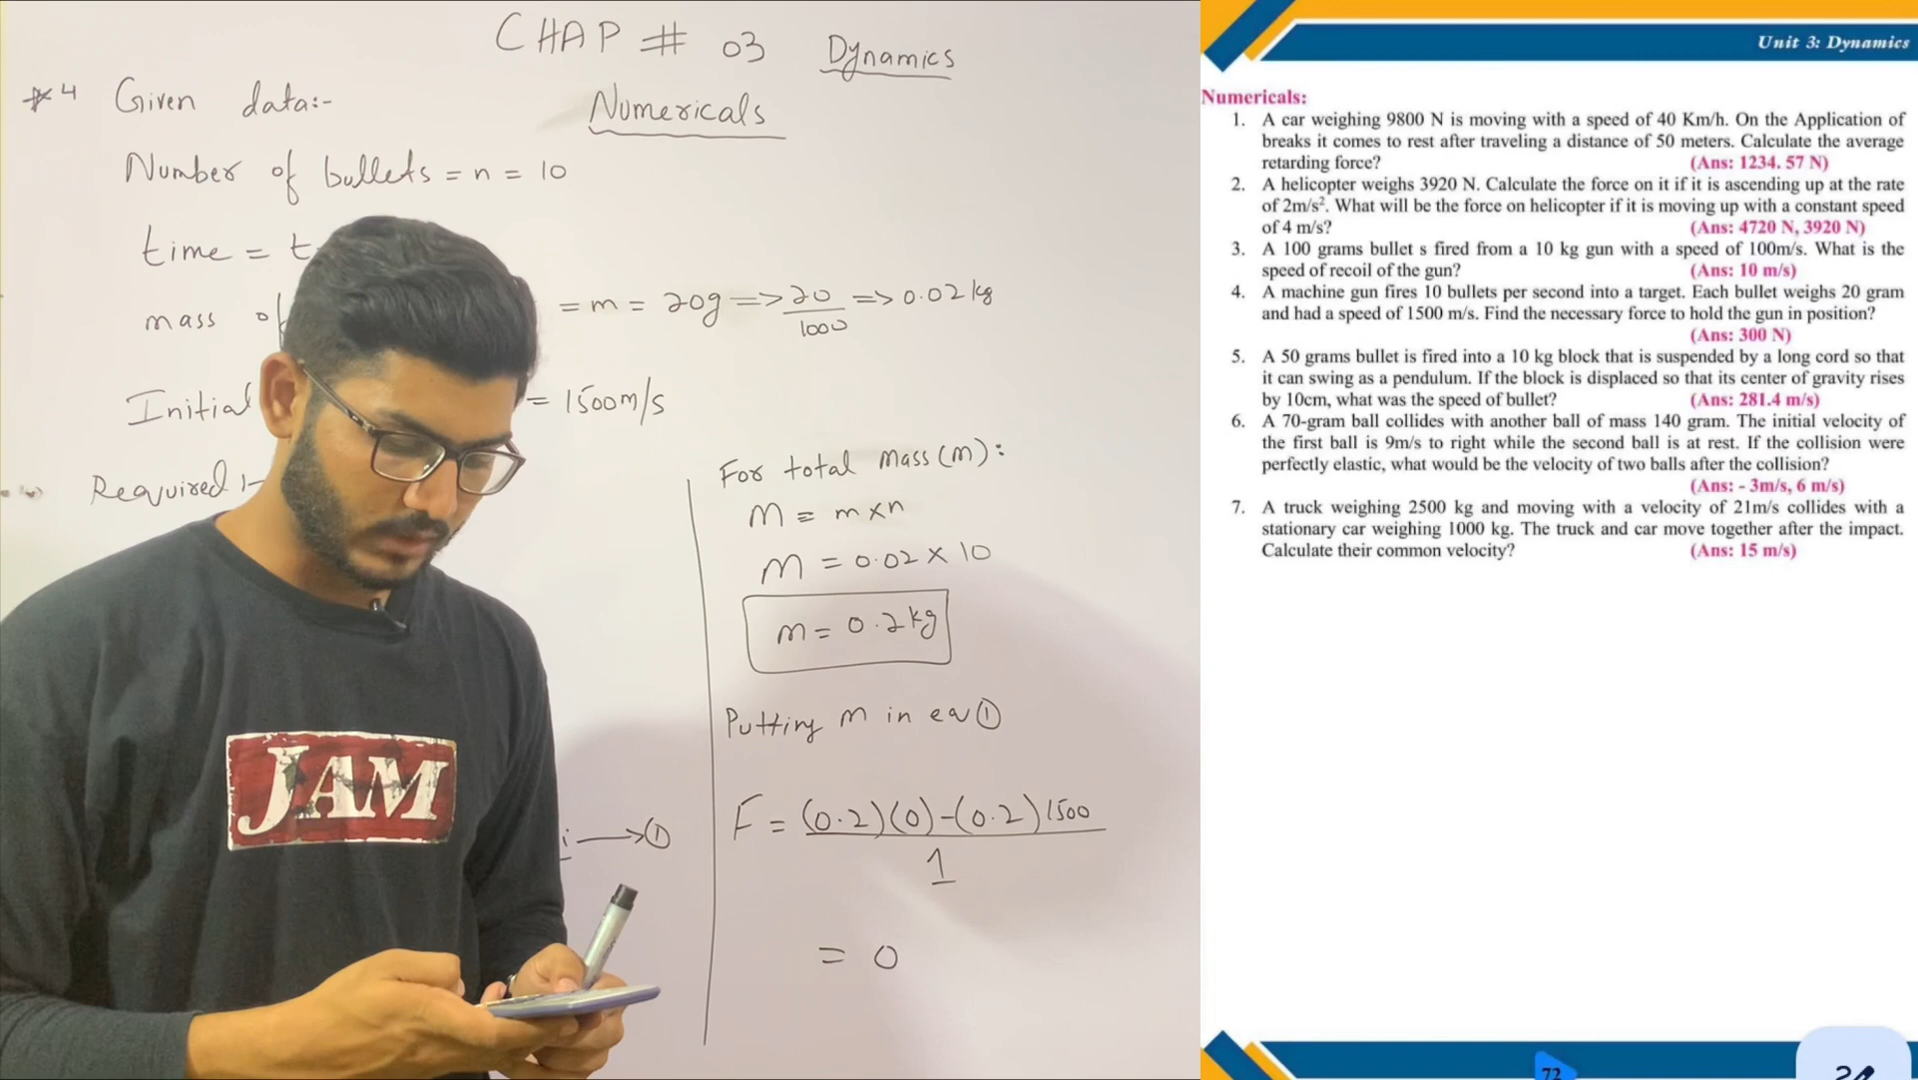 CHAP # 03 Dynamics
Numericals
*4 Given data:-
Number of bullets = n = 10
time = t
mass of = m = 20g => 20/1000 => 0.02 kg
Initial = 1500m/s
Required :-
i → ①
For total mass (m):
M = m x n
M = 0.02 x 10
m = 0.2 kg
Putting M in eq ①
F = (0.2)(0) - (0.2) 1500
1
= 0
JAM
Unit 3: Dynamics
Numericals:
1. A car weighing 9800 N is moving with a speed of 40 Km/h. On the Application of
breaks it comes to rest after traveling a distance of 50 meters. Calculate the average
retarding force? (Ans: 1234. 57 N)
2. A helicopter weighs 3920 N. Calculate the force on it if it is ascending up at the rate
of 2m/s². What will be the force on helicopter if it is moving up with a constant speed
of 4 m/s? (Ans: 4720 N, 3920 N)
3. A 100 grams bullet s fired from a 10 kg gun with a speed of 100m/s. What is the
speed of recoil of the gun? (Ans: 10 m/s)
4. A machine gun fires 10 bullets per second into a target. Each bullet weighs 20 gram
and had a speed of 1500 m/s. Find the necessary force to hold the gun in position?
(Ans: 300 N)
5. A 50 grams bullet is fired into a 10 kg block that is suspended by a long cord so that
it can swing as a pendulum. If the block is displaced so that its center of gravity rises
by 10cm, what was the speed of bullet? (Ans: 281.4 m/s)
6. A 70-gram ball collides with another ball of mass 140 gram. The initial velocity of
the first ball is 9m/s to right while the second ball is at rest. If the collision were
perfectly elastic, what would be the velocity of two balls after the collision?
(Ans: - 3m/s, 6 m/s)
7. A truck weighing 2500 kg and moving with a velocity of 21m/s collides with a
stationary car weighing 1000 kg. The truck and car move together after the impact.
Calculate their common velocity? (Ans: 15 m/s)
72